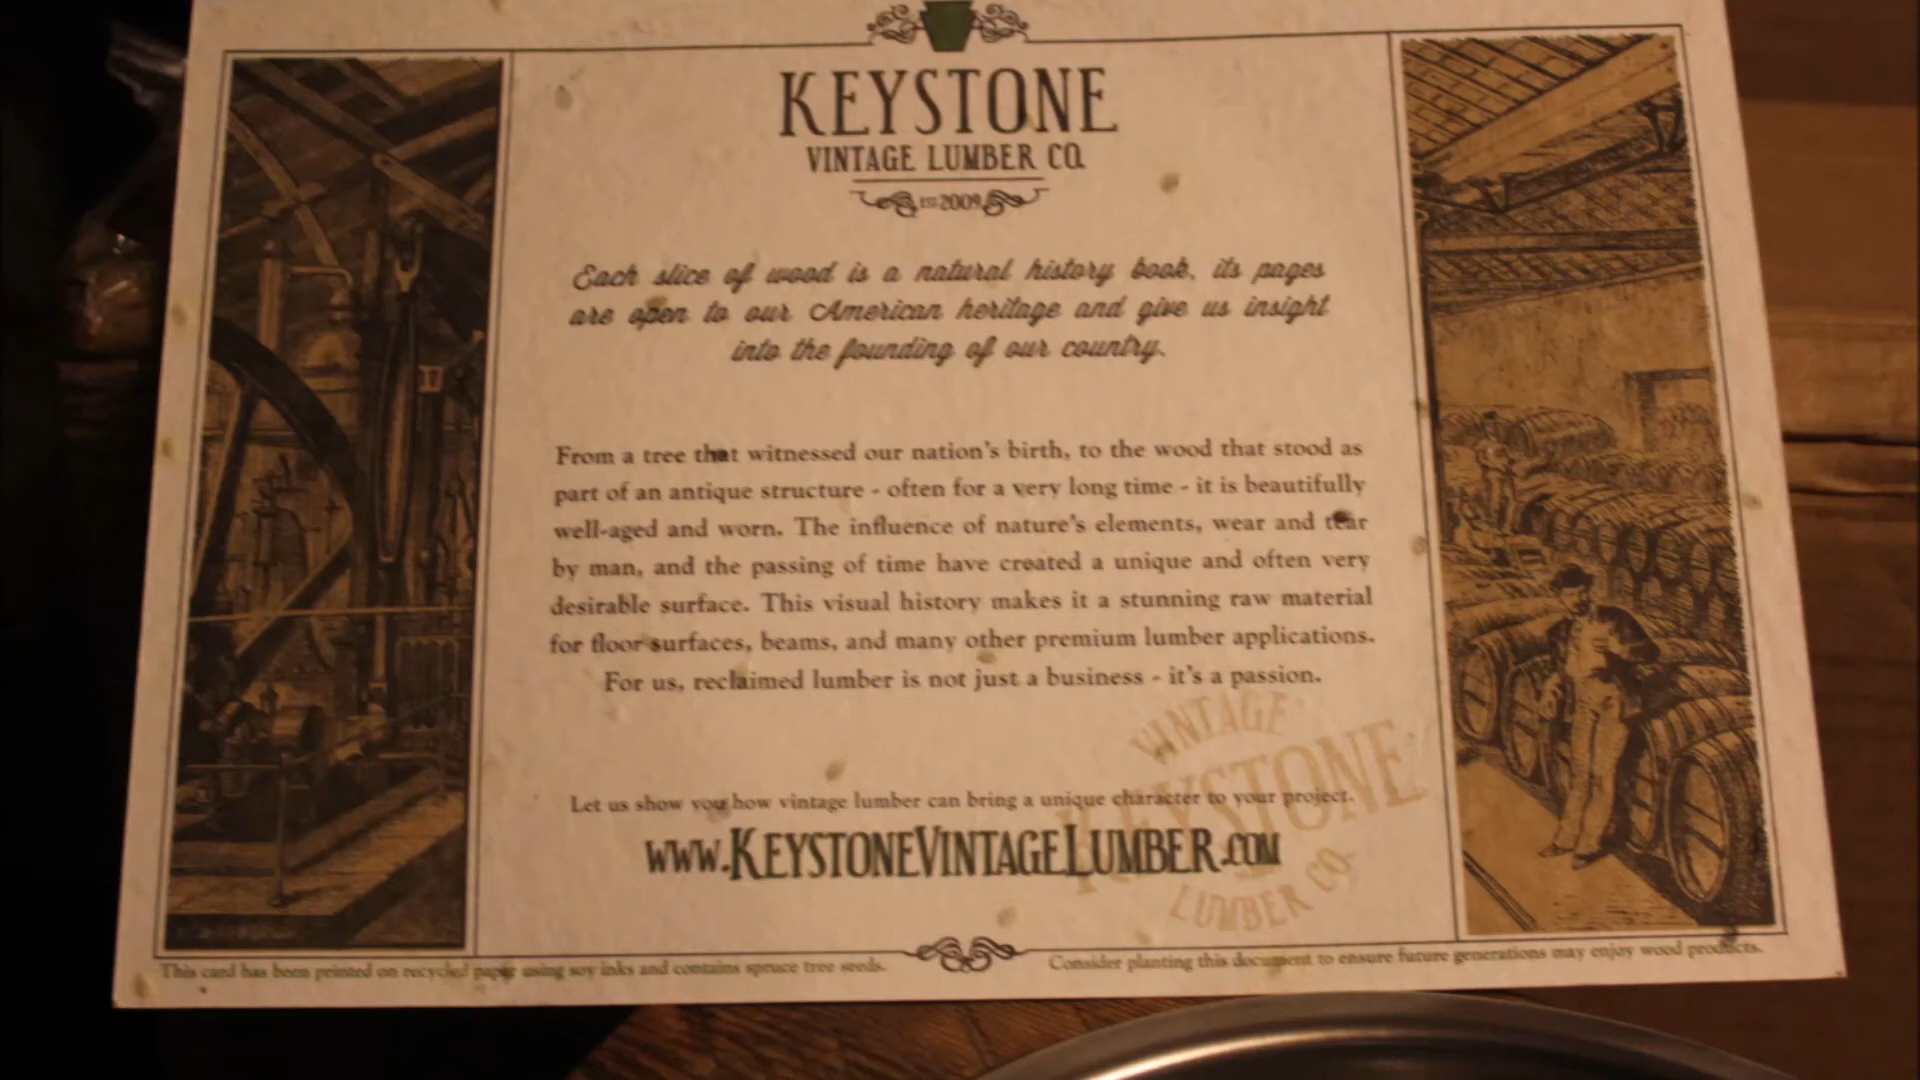 KEYSTONE
VINTAGE LUMBER CO.
EST. 2009
Each slice of wood is a natural history book, its pages
are open to our American heritage and give us insight
into the founding of our country.
From a tree that witnessed our nation's birth, to the wood that stood as
part of an antique structure - often for a very long time - it is beautifully
well-aged and worn. The influence of nature's elements, wear and tear
by man, and the passing of time have created a unique and often very
desirable surface. This visual history makes it a stunning raw material
for floor surfaces, beams, and many other premium lumber applications.
For us, reclaimed lumber is not just a business - it's a passion.
VINTAGE
KEYSTONE
LUMBER CO.
Let us show you how vintage lumber can bring a unique character to your project.
WWW.KEYSTONEVINTAGELUMBER.COM
This card has been printed on recycled paper using soy inks and contains spruce tree seeds.
Consider planting this document to ensure future generations may enjoy wood products.